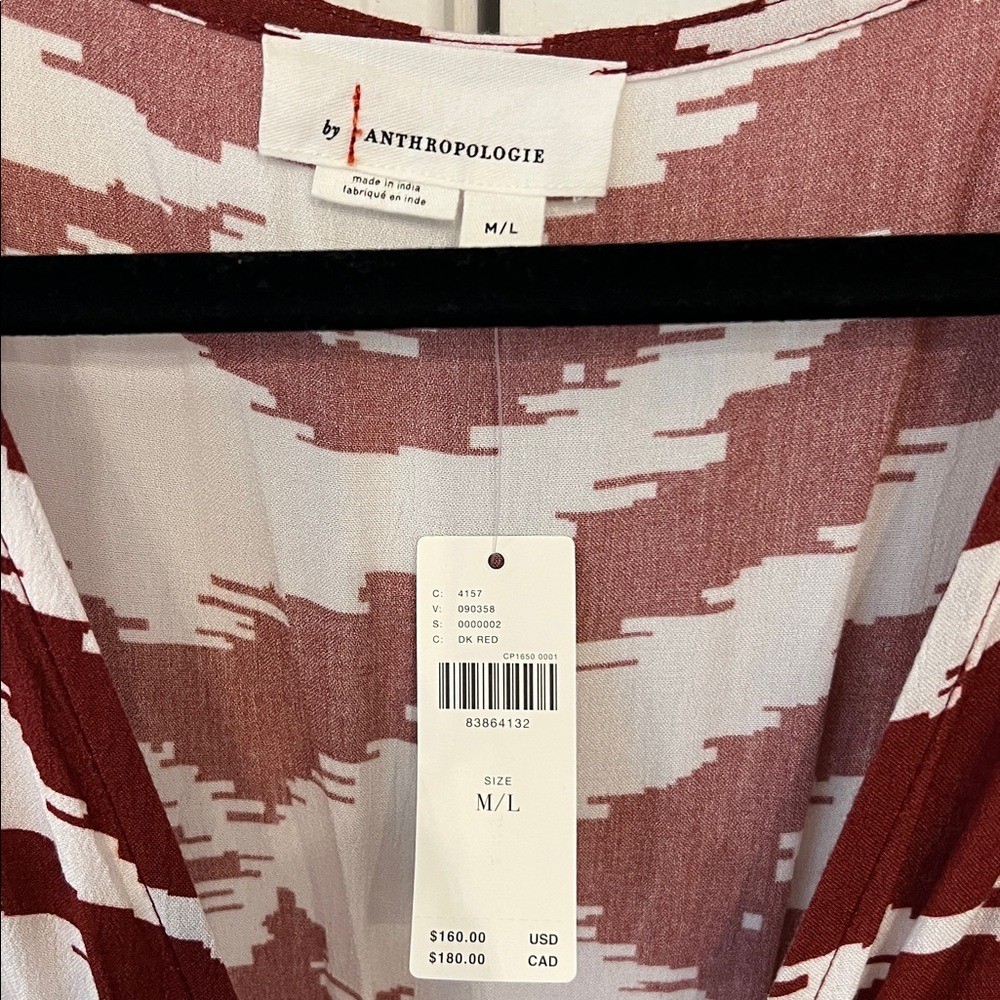 by ANTHROPOLOGIE
made in india
fabriqué en inde
M/L
C: 4157
V: 090358
S: 0000002
C: DK RED
CP1650 0001
83864132
SIZE
M/L
$160.00 USD
$180.00 CAD